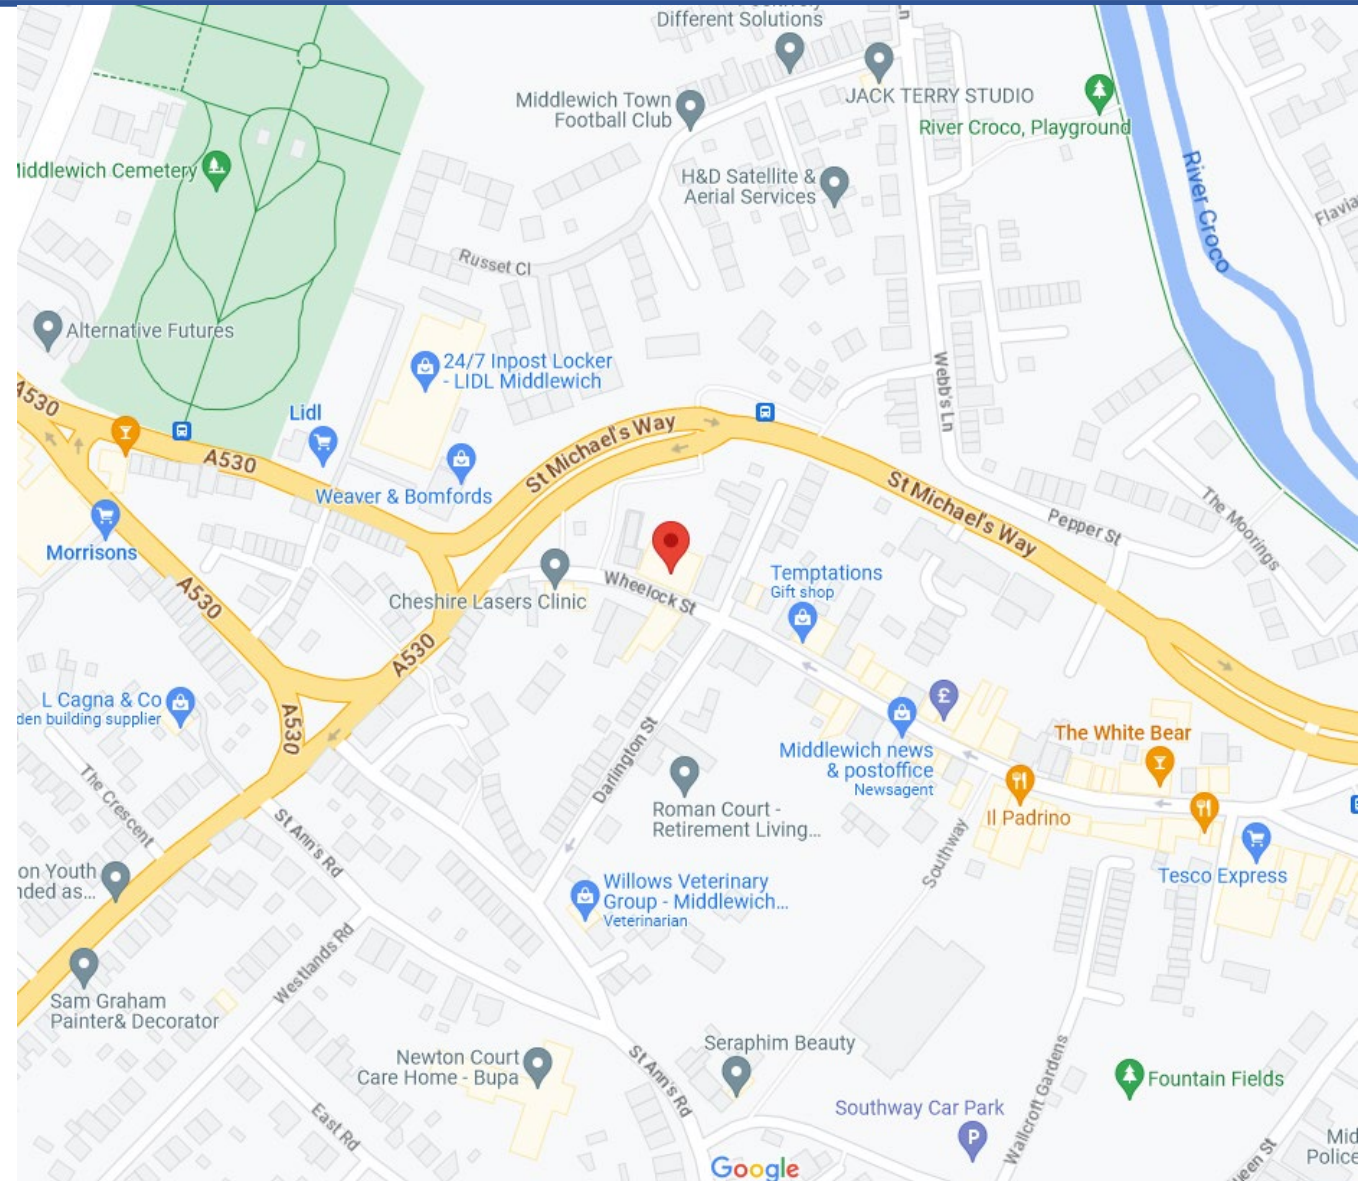 Different Solutions
JACK TERRY STUDIO
Middlewich Town
Football Club
River Croco, Playground
H&D Satellite &
Aerial Services
River Croco
Middlewich Cemetery
Russet Cl
Alternative Futures
24/7 Inpost Locker
- LIDL Middlewich
Webb's Ln
A530
Lidl
St Michael's Way
A530
Weaver & Bomfords
St Michael's Way
Pepper St
The Moorings
Morrisons
Temptations
Gift shop
Wheelock St
Cheshire Lasers Clinic
A530
A530
L Cagna & Co
den building supplier
A530
£
The White Bear
Middlewich news
& postoffice
Newsagent
Darlington St
The Crescent
Roman Court -
Retirement Living...
Il Padrino
St Ann's Rd
Southway
Tesco Express
on Youth
nded as...
Willows Veterinary
Group - Middlewich...
Veterinarian
Westlands Rd
Sam Graham
Painter& Decorator
Newton Court
Care Home - Bupa
St Ann's Rd
Seraphim Beauty
Wallcroft Gardens
Fountain Fields
East Rd
Southway Car Park
P
Mid
Police
Google